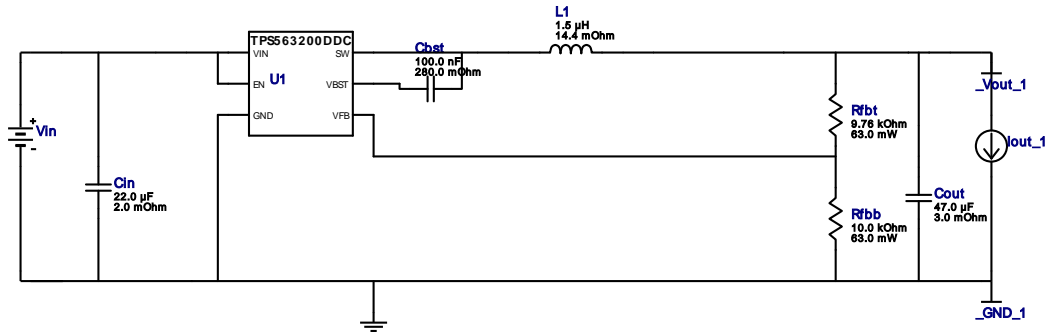 TPS563200DDC
VIN
SW
EN
U1
VBST
GND
VFB
Cbst
100.0 nF
280.0 mOhm
L1
1.5 µH
14.4 mOhm
+
Vin
-
Cin
22.0 µF
2.0 mOhm
Rfbt
9.76 kOhm
63.0 mW
Rfbb
10.0 kOhm
63.0 mW
Cout
47.0 µF
3.0 mOhm
_Vout_1
Iout_1
_GND_1